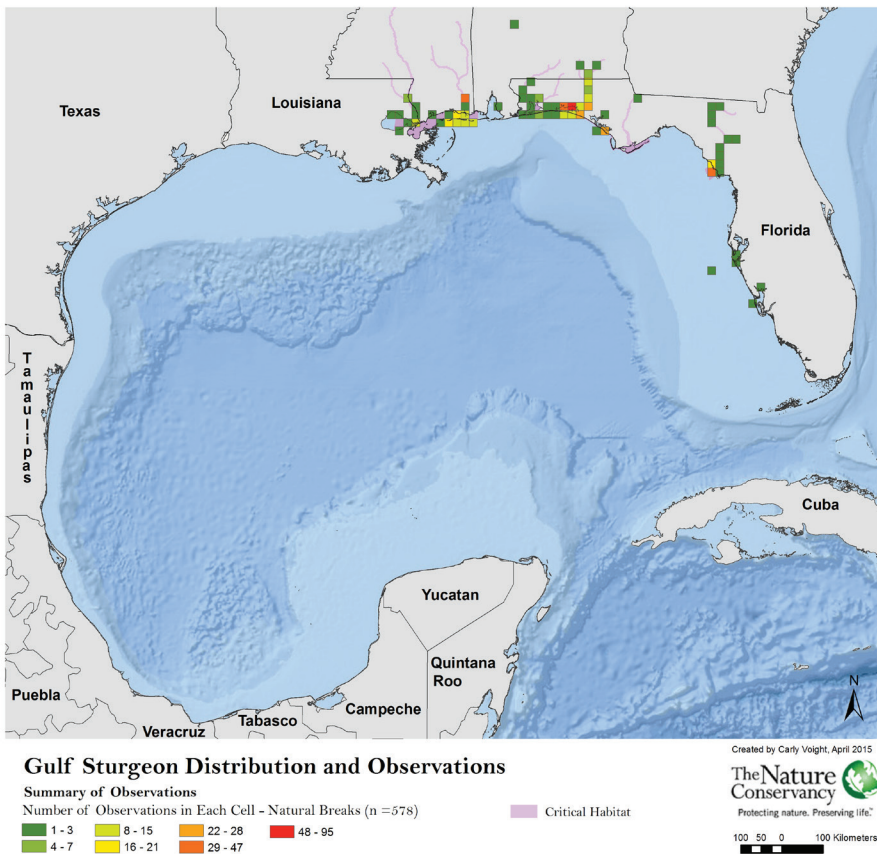 Texas
Louisiana
Florida
Tamaulipas
Cuba
Yucatan
Quintana
Roo
Puebla
Campeche
Tabasco
Veracruz
N
Gulf Sturgeon Distribution and Observations
Summary of Observations
Number of Observations in Each Cell - Natural Breaks (n =578)
1 - 3
8 - 15
22 - 28
48 - 95
4 - 7
16 - 21
29 - 47
Critical Habitat
Created by Carly Voight, April 2015
The Nature
Conservancy
Protecting nature. Preserving life.™
100 50 0 100 Kilometers